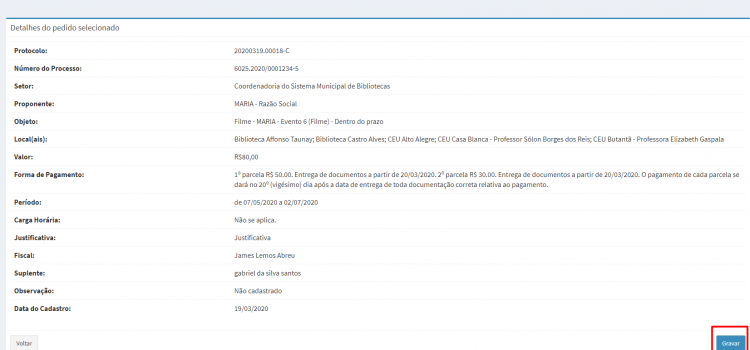 Detalhes do pedido selecionado
Protocolo: 20200319.00018-C
Número do Processo: 6025.2020/0001234-5
Setor: Coordenadoria do Sistema Municipal de Bibliotecas
Proponente: MARIA - Razão Social
Objeto: Filme - MARIA - Evento 6 (Filme) - Dentro do prazo
Local(ais): Biblioteca Affonso Taunay; Biblioteca Castro Alves; CEU Alto Alegre; CEU Casa Blanca - Professor Sólon Borges dos Reis; CEU Butantã - Professora Elizabeth Gaspala
Valor: R$80,00
Forma de Pagamento: 1º parcela R$ 50.00. Entrega de documentos a partir de 20/03/2020. 2º parcela R$ 30.00. Entrega de documentos a partir de 20/03/2020. O pagamento de cada parcela se
dará no 20º (vigésimo) dia após a data de entrega de toda documentação correta relativa ao pagamento.
Período: de 07/05/2020 a 02/07/2020
Carga Horária: Não se aplica.
Justificativa: Justificativa
Fiscal: James Lemos Abreu
Suplente: gabriel da silva santos
Observação: Não cadastrado
Data do Cadastro: 19/03/2020
Voltar Gravar